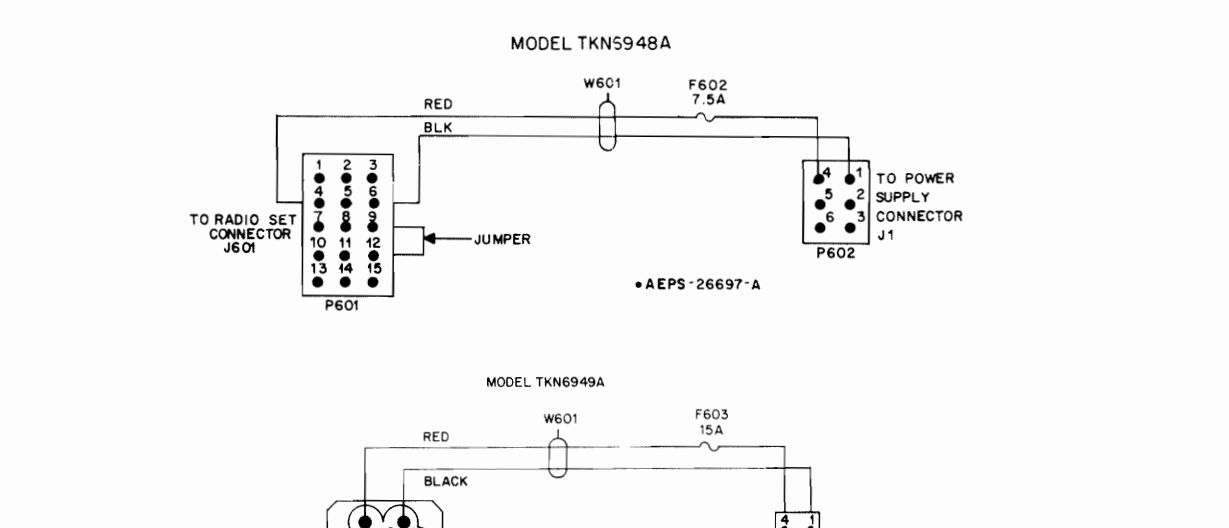 MODEL TKN6948A
W601
F602
7.5A
RED
BLK
1 2 3
4 5 6
7 8 9
10 11 12
13 14 15
P601
TO RADIO SET
CONNECTOR
J601
JUMPER
4 1
5 2
6 3
P602
TO POWER
SUPPLY
CONNECTOR
J1
•AEPS-26697-A
MODEL TKN6949A
W601
F603
15A
RED
BLACK
4 1